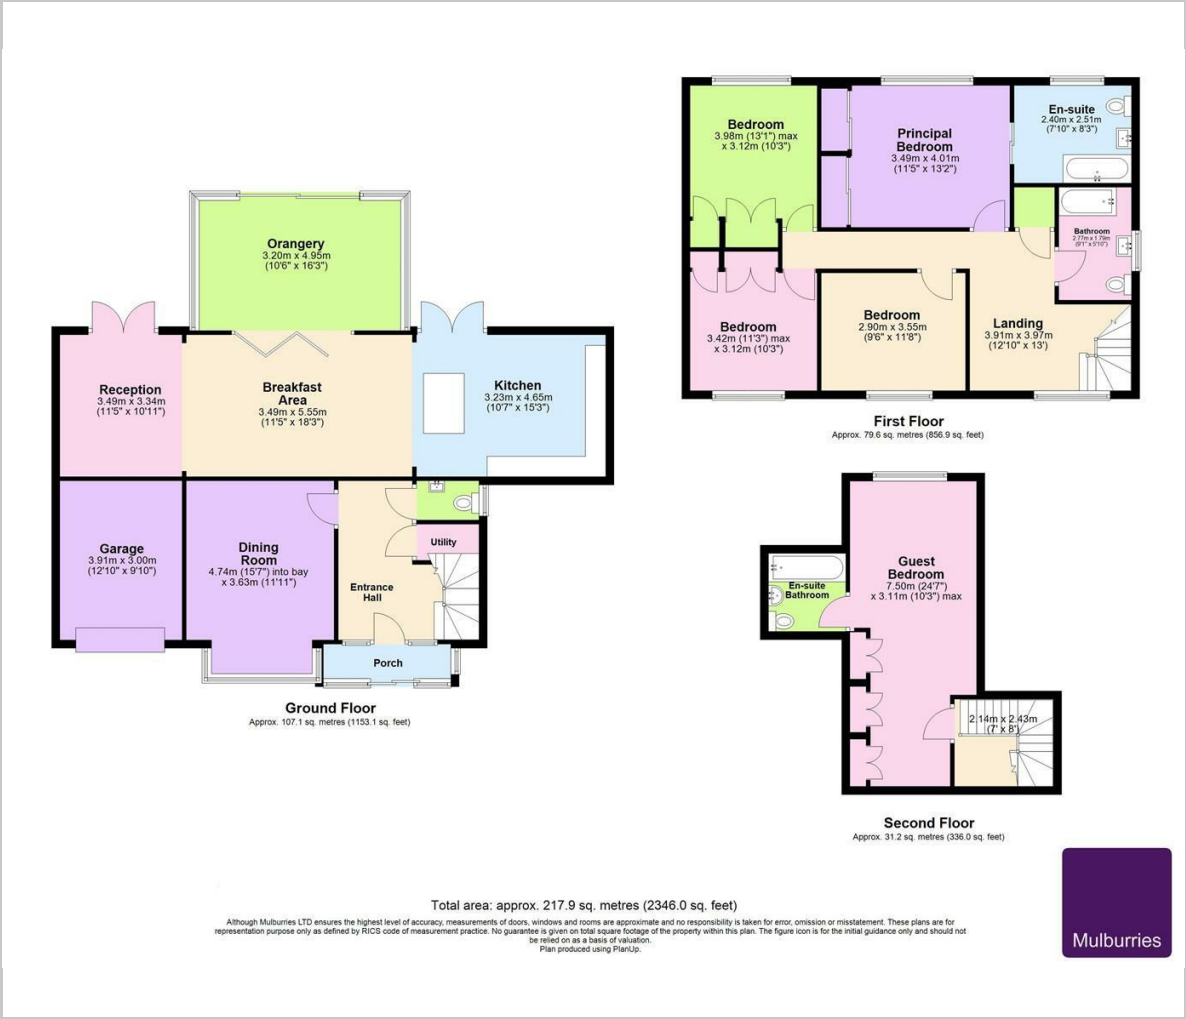 Orangery
3.20m x 4.95m
(10'6" x 16'3")
Reception
3.49m x 3.34m
(11'5" x 10'11")
Breakfast
Area
3.49m x 5.55m
(11'5" x 18'3")
Kitchen
3.23m x 4.65m
(10'7" x 15'3")
Garage
3.91m x 3.00m
(12'10" x 9'10")
Dining
Room
4.74m (15'7") into bay
x 3.63m (11'11")
Utility
Entrance
Hall
Porch
Ground Floor
Approx. 107.1 sq. metres (1153.1 sq. feet)
Bedroom
3.98m (13'1") max
x 3.12m (10'3")
Principal
Bedroom
3.49m x 4.01m
(11'5" x 13'2")
En-suite
2.40m x 2.51m
(7'10" x 8'3")
Bathroom
2.77m x 1.79m
(9'1" x 5'10")
Bedroom
3.42m (11'3") max
x 3.12m (10'3")
Bedroom
2.90m x 3.55m
(9'6" x 11'8")
Landing
3.91m x 3.97m
(12'10" x 13')
First Floor
Approx. 79.6 sq. metres (856.9 sq. feet)
En-suite
Bathroom
Guest
Bedroom
7.50m (24'7")
x 3.11m (10'3") max
2.14m x 2.43m
(7' x 8')
Second Floor
Approx. 31.2 sq. metres (336.0 sq. feet)
Total area: approx. 217.9 sq. metres (2346.0 sq. feet)
Although Mulburries LTD ensures the highest level of accuracy, measurements of doors, windows and rooms are approximate and no responsibility is taken for error, omission or misstatement. These plans are for
representation purpose only as defined by RICS code of measurement practice. No guarantee is given on total square footage of the property within this plan. The figure icon is for the initial guidance only and should not
be relied on as a basis of valuation.
Plan produced using PlanUp.
Mulburries